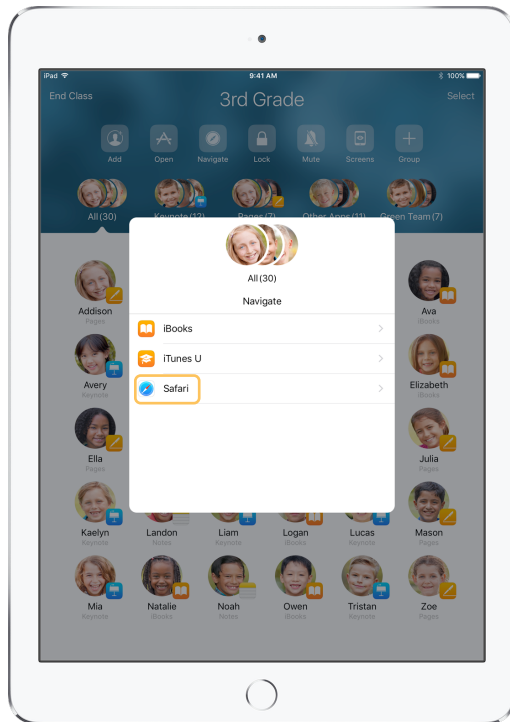 iPad 9:41 AM 100%
End Class 3rd Grade Select
Add Open Navigate Lock Mute Screens Group
All (30) Keynote (12) Pages (7) Other Apps (11) Green Team (7)
All (30)
Navigate
iBooks
iTunes U
Safari
Addison Ava
Pages iBooks
Avery Elizabeth
Keynote iBooks
Ella Julia
Pages Pages
Kaelyn Landon Liam Logan Lucas Mason
Keynote Notes Keynote iBooks Keynote Pages
Mia Natalie Noah Owen Tristan Zoe
Keynote iBooks Notes iBooks Keynote Pages